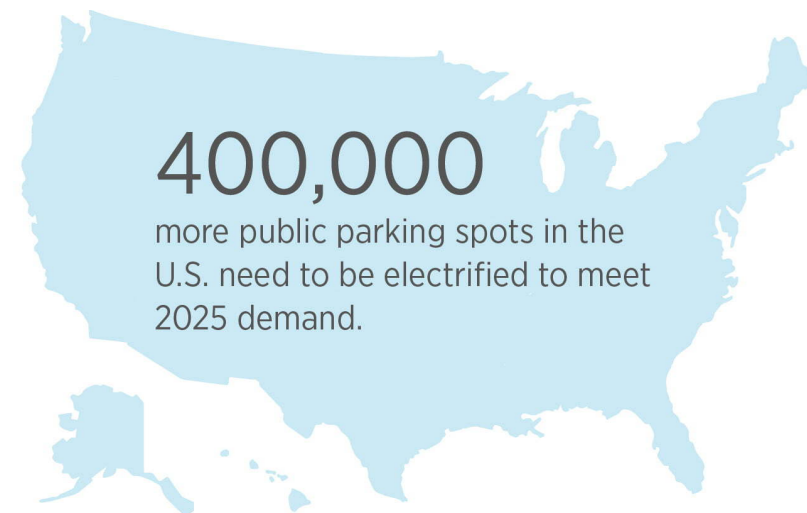 400,000
more public parking spots in the
U.S. need to be electrified to meet
2025 demand.